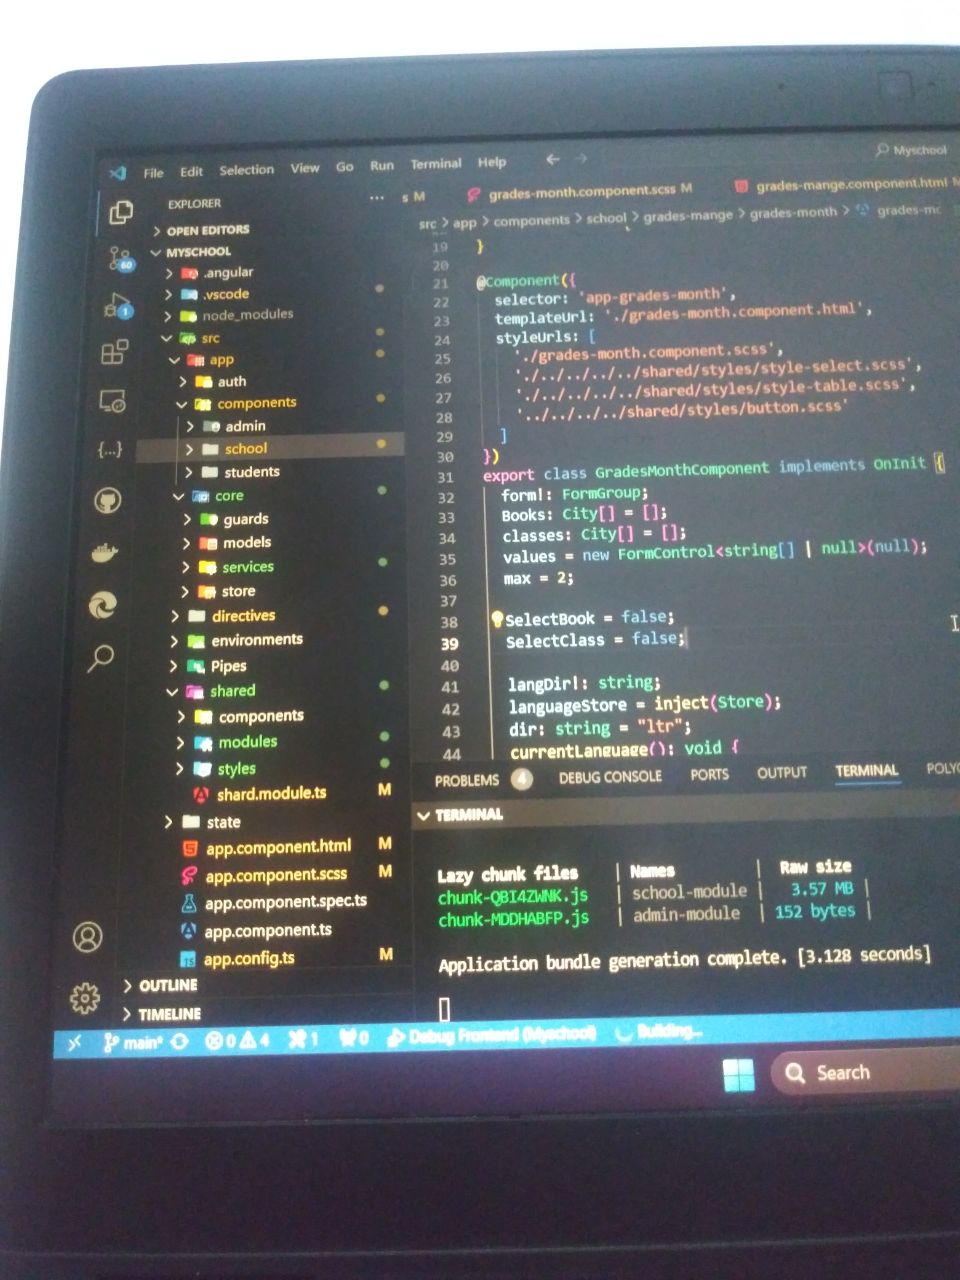 File Edit Selection View Go Run Terminal Help Myschool
EXPLORER
s M grades-month.component.scss M grades-mange.component.html M
OPEN EDITORS
src > app > components > school > grades-mange > grades-month >
MYSCHOOL
.angular
.vscode
node_modules
src
app
auth
components
admin
school
students
core
guards
models
services
store
directives
environments
Pipes
shared
components
modules
styles
shard.module.ts M
state
app.component.html M
app.component.scss M
app.component.spec.ts
app.component.ts
app.config.ts M
OUTLINE
TIMELINE
60
1
19 }
20
21 @Component({
22 selector: 'app-grades-month',
23 templateUrl: './grades-month.component.html',
24 styleUrls: [
25 './grades-month.component.scss',
26 './../../../../shared/styles/style-select.scss',
27 './../../../../shared/styles/style-table.scss',
28 '../../../../shared/styles/button.scss'
29 ]
30 })
31 export class GradesMonthComponent implements OnInit {
32 form!: FormGroup;
33 Books: City[] = [];
34 classes: City[] = [];
35 values = new FormControl<string[] | null>(null);
36 max = 2;
37
38 SelectBook = false;
39 SelectClass = false;
40
41 langDir!: string;
42 languageStore = inject(Store);
43 dir: string = "ltr";
44 currentLanguage(): void {
PROBLEMS 4 DEBUG CONSOLE PORTS OUTPUT TERMINAL
TERMINAL
Lazy chunk files | Names | Raw size
chunk-QBI4ZWNK.js | school-module | 3.57 MB |
chunk-MDDHABFP.js | admin-module | 152 bytes |
Application bundle generation complete. [3.128 seconds]
main* 0 4 1 0 Debug Frontend (Myschool) Building...
Search